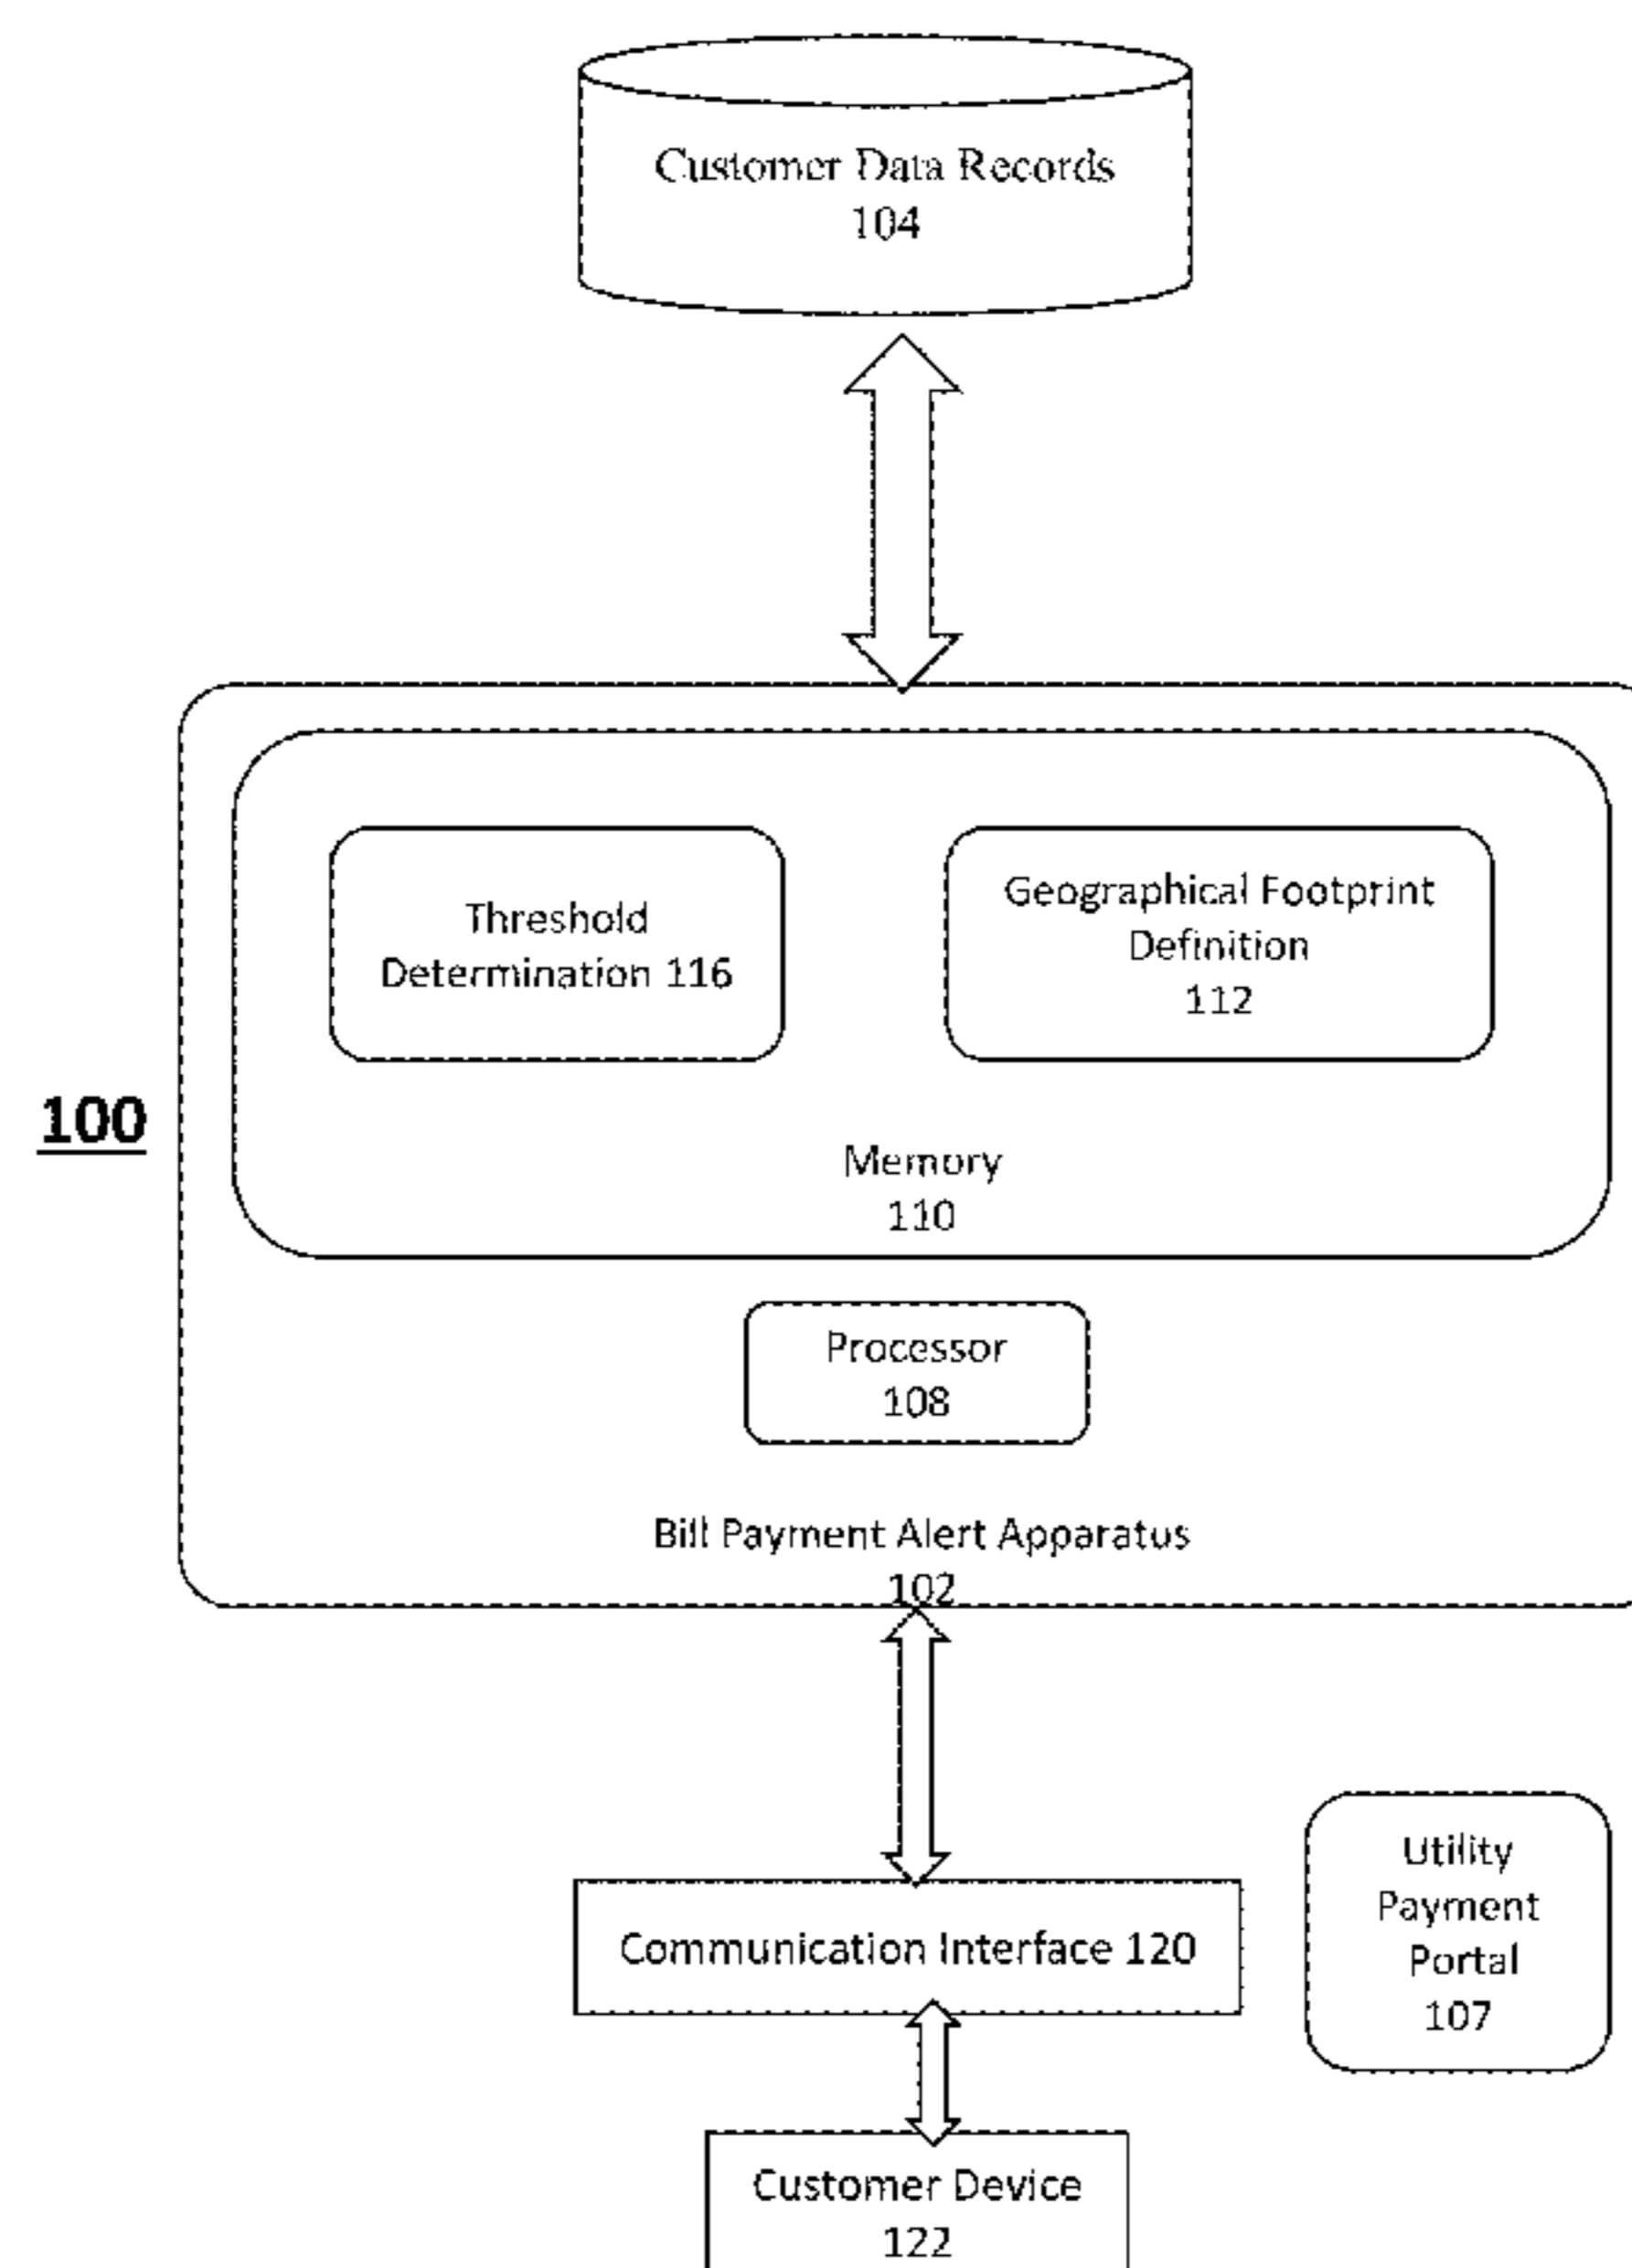 Customer Data Records
104
Threshold
Determination 116
Geographical Footprint
Definition
112
100
Memory
110
Processor
108
Bill Payment Alert Apparatus
102
Utility
Payment
Portal
107
Communication Interface 120
Customer Device
122